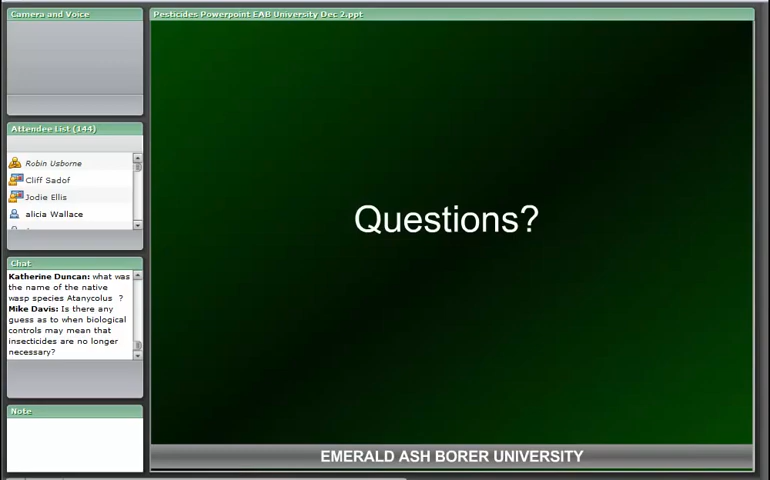 Camera and Voice
Pesticides Powerpoint EAB University Dec 2.ppt
Attendee List (144)
Robin Usborne
Cliff Sadof
Jodie Ellis
alicia Wallace
Chat
Katherine Duncan: what was
the name of the native
wasp species Atanycolus ?
Mike Davis: Is there any
guess as to when biological
controls may mean that
insecticides are no longer
necessary?
Note
Questions?
EMERALD ASH BORER UNIVERSITY